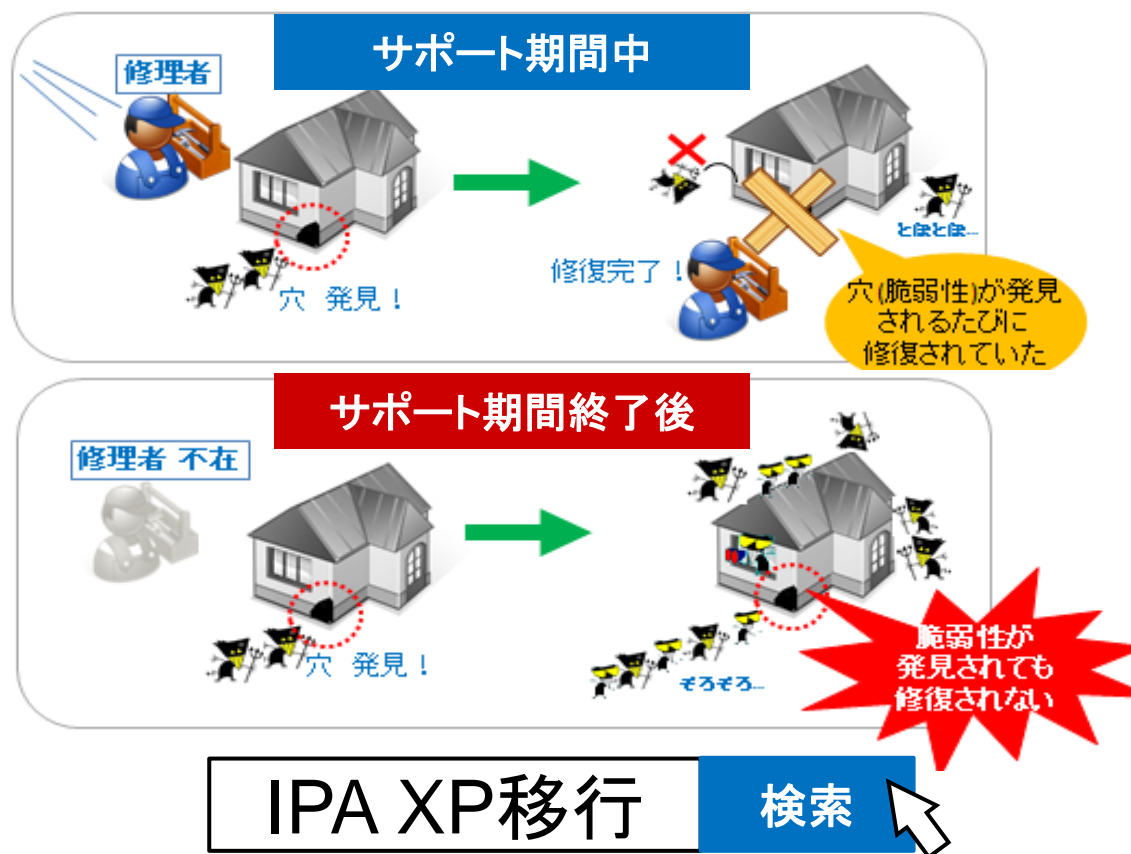 サポート期間中
修理者
穴 発見！
修復完了！
とぼとぼ…
穴(脆弱性)が発見
されるたびに
修復されていた
サポート期間終了後
修理者 不在
穴 発見！
ぞろぞろ…
脆弱性が
発見されても
修復されない
IPA XP移行
検索